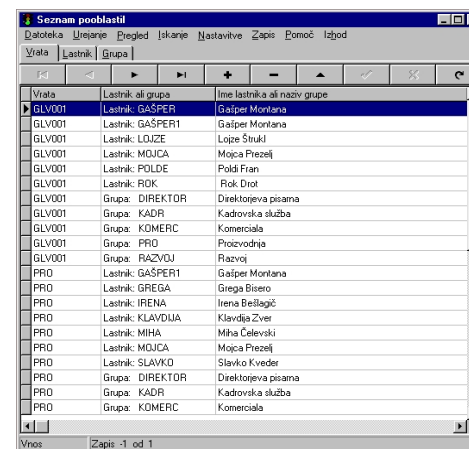 Seznam pooblastil
Datoteka Urejanje Pregled Iskanje Nastavitve Zapis Pomoč Izhod
Vrata Lastnik Grupa
Vrata Lastnik ali grupa Ime lastnika ali naziv grupe
GLV001 Lastnik: GAŠPER Gašper Montana
GLV001 Lastnik: GAŠPER1 Gašper Montana
GLV001 Lastnik: LOJZE Lojze Štrukl
GLV001 Lastnik: MOJCA Mojca Prezelj
GLV001 Lastnik: POLDE Poldi Fran
GLV001 Lastnik: ROK Rok Drot
GLV001 Grupa: DIREKTOR Direktorjeva pisarna
GLV001 Grupa: KADR Kadrovska služba
GLV001 Grupa: KOMERC Komerciala
GLV001 Grupa: PRO Proizvodnja
GLV001 Grupa: RAZVOJ Razvoj
PRO Lastnik: GAŠPER1 Gašper Montana
PRO Lastnik: GREGA Grega Bisero
PRO Lastnik: IRENA Irena Bešlagič
PRO Lastnik: KLAVDIJA Klavdija Zver
PRO Lastnik: MIHA Miha Čelevski
PRO Lastnik: MOJCA Mojca Prezelj
PRO Lastnik: SLAVKO Slavko Kveder
PRO Grupa: DIREKTOR Direktorjeva pisarna
PRO Grupa: KADR Kadrovska služba
PRO Grupa: KOMERC Komerciala
Vnos Zapis -1 od 1